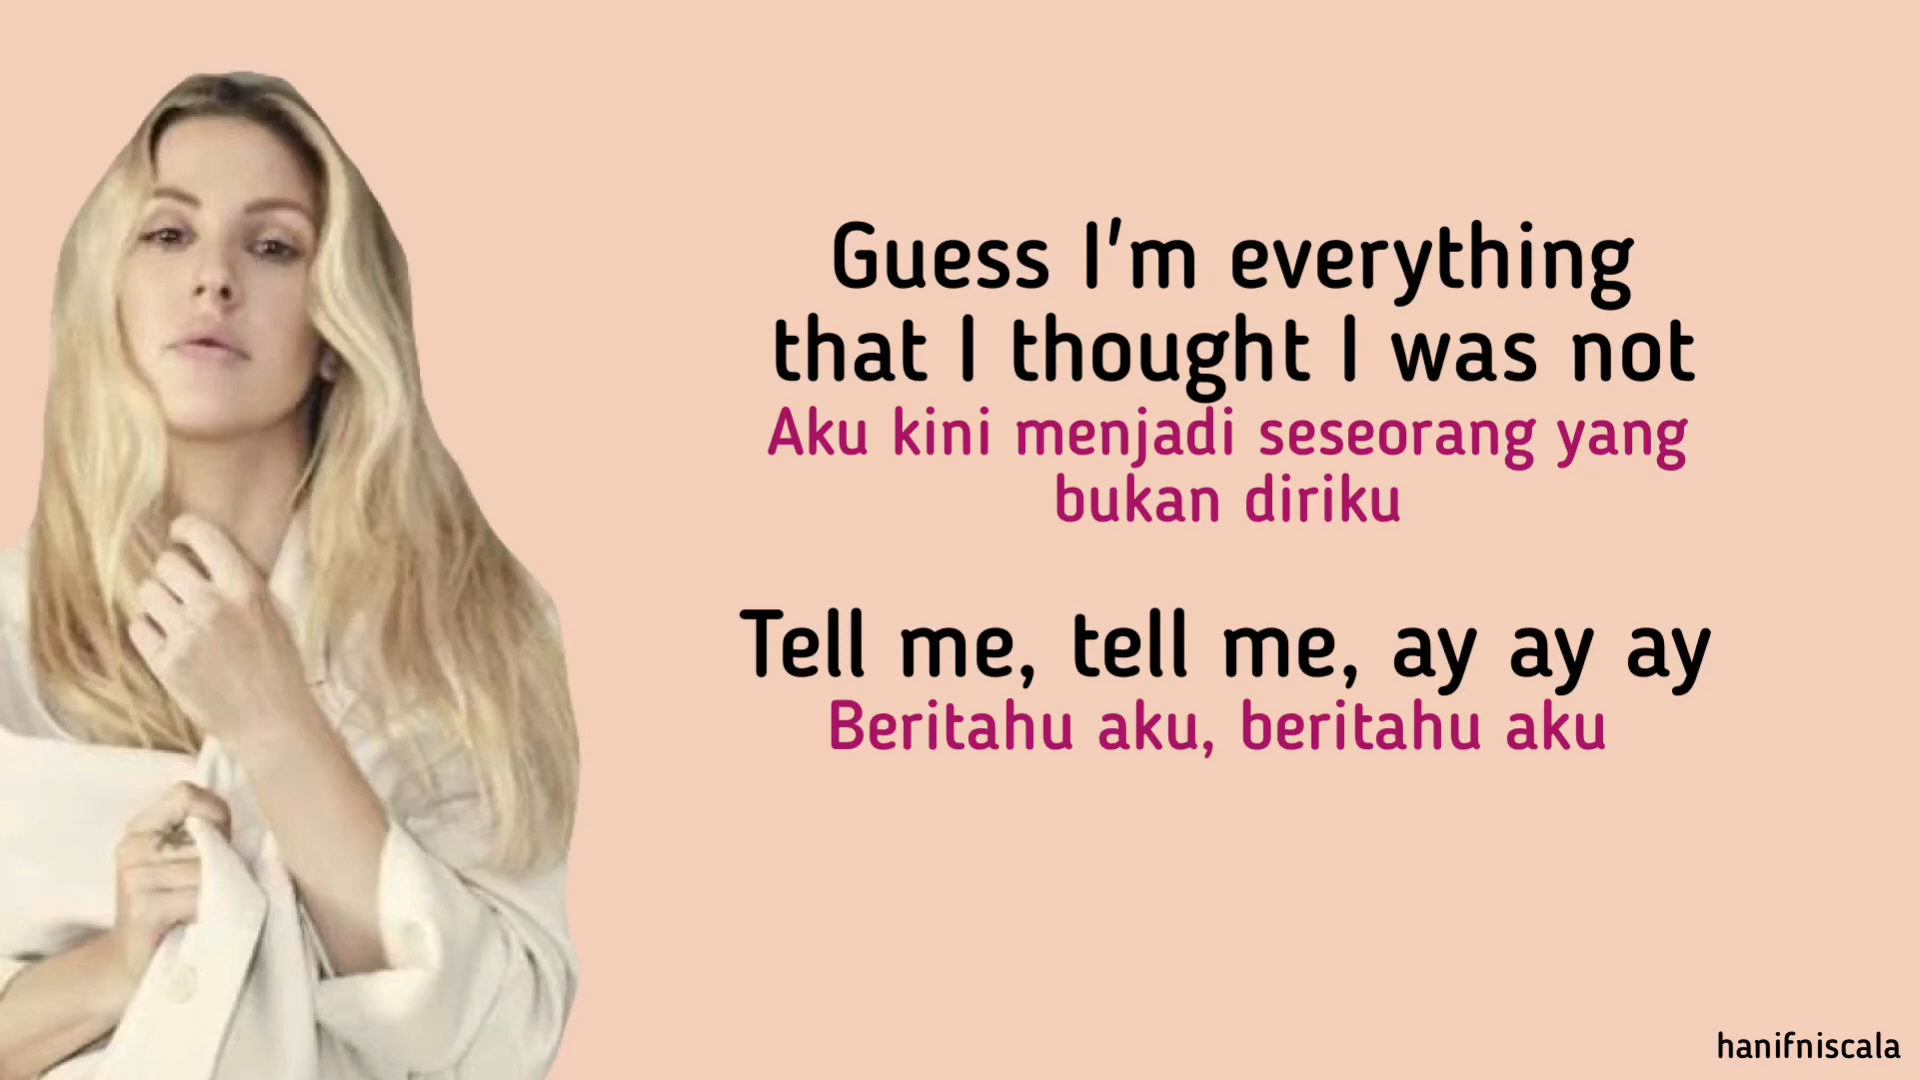 Guess I'm everything
that I thought I was not
Aku kini menjadi seseorang yang
bukan diriku
Tell me, tell me, ay ay ay
Beritahu aku, beritahu aku
hanifniscala